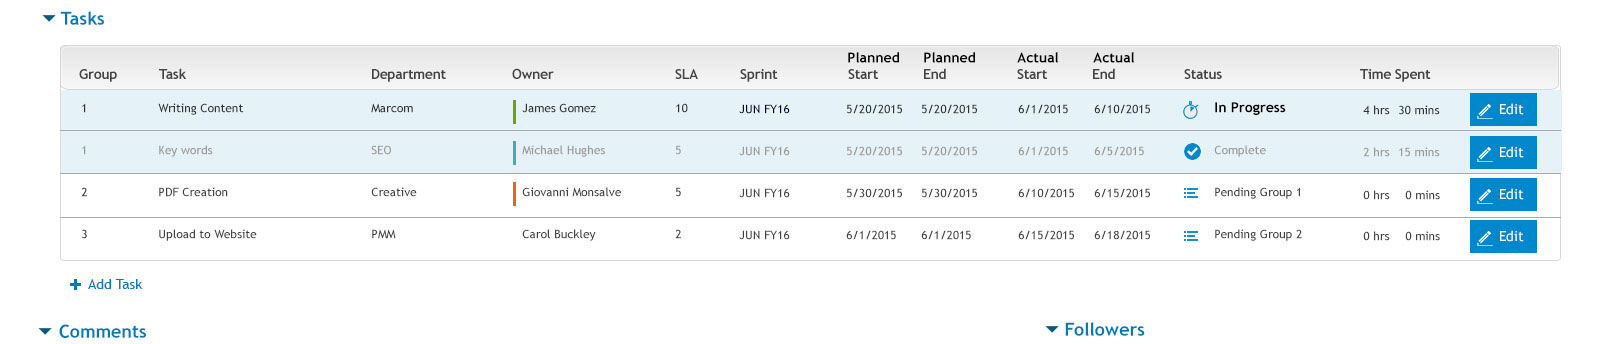 Tasks
Group Task Department Owner SLA Sprint Planned Start Planned End Actual Start Actual End Status Time Spent
1 Writing Content Marcom James Gomez 10 JUN FY16 5/20/2015 5/20/2015 6/1/2015 6/10/2015 In Progress 4 hrs 30 mins Edit
1 Key words SEO Michael Hughes 5 JUN FY16 5/20/2015 5/20/2015 6/1/2015 6/5/2015 Complete 2 hrs 15 mins Edit
2 PDF Creation Creative Giovanni Monsalve 5 JUN FY16 5/30/2015 5/30/2015 6/10/2015 6/15/2015 Pending Group 1 0 hrs 0 mins Edit
3 Upload to Website PMM Carol Buckley 2 JUN FY16 6/1/2015 6/1/2015 6/15/2015 6/18/2015 Pending Group 2 0 hrs 0 mins Edit
Add Task
Comments Followers